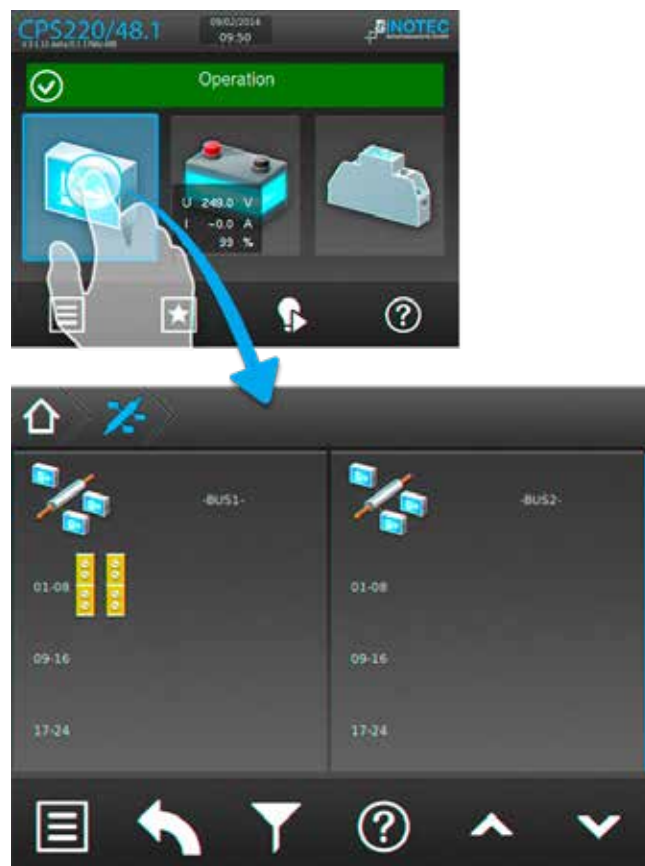 CPS220/48.1
09/02/2016
09:50
INOTEC
Operation
U 249.0 V
I -0.0 A
99 %
-BUS1-
-BUS2-
01-08
01-08
09-16
09-16
17-24
17-24